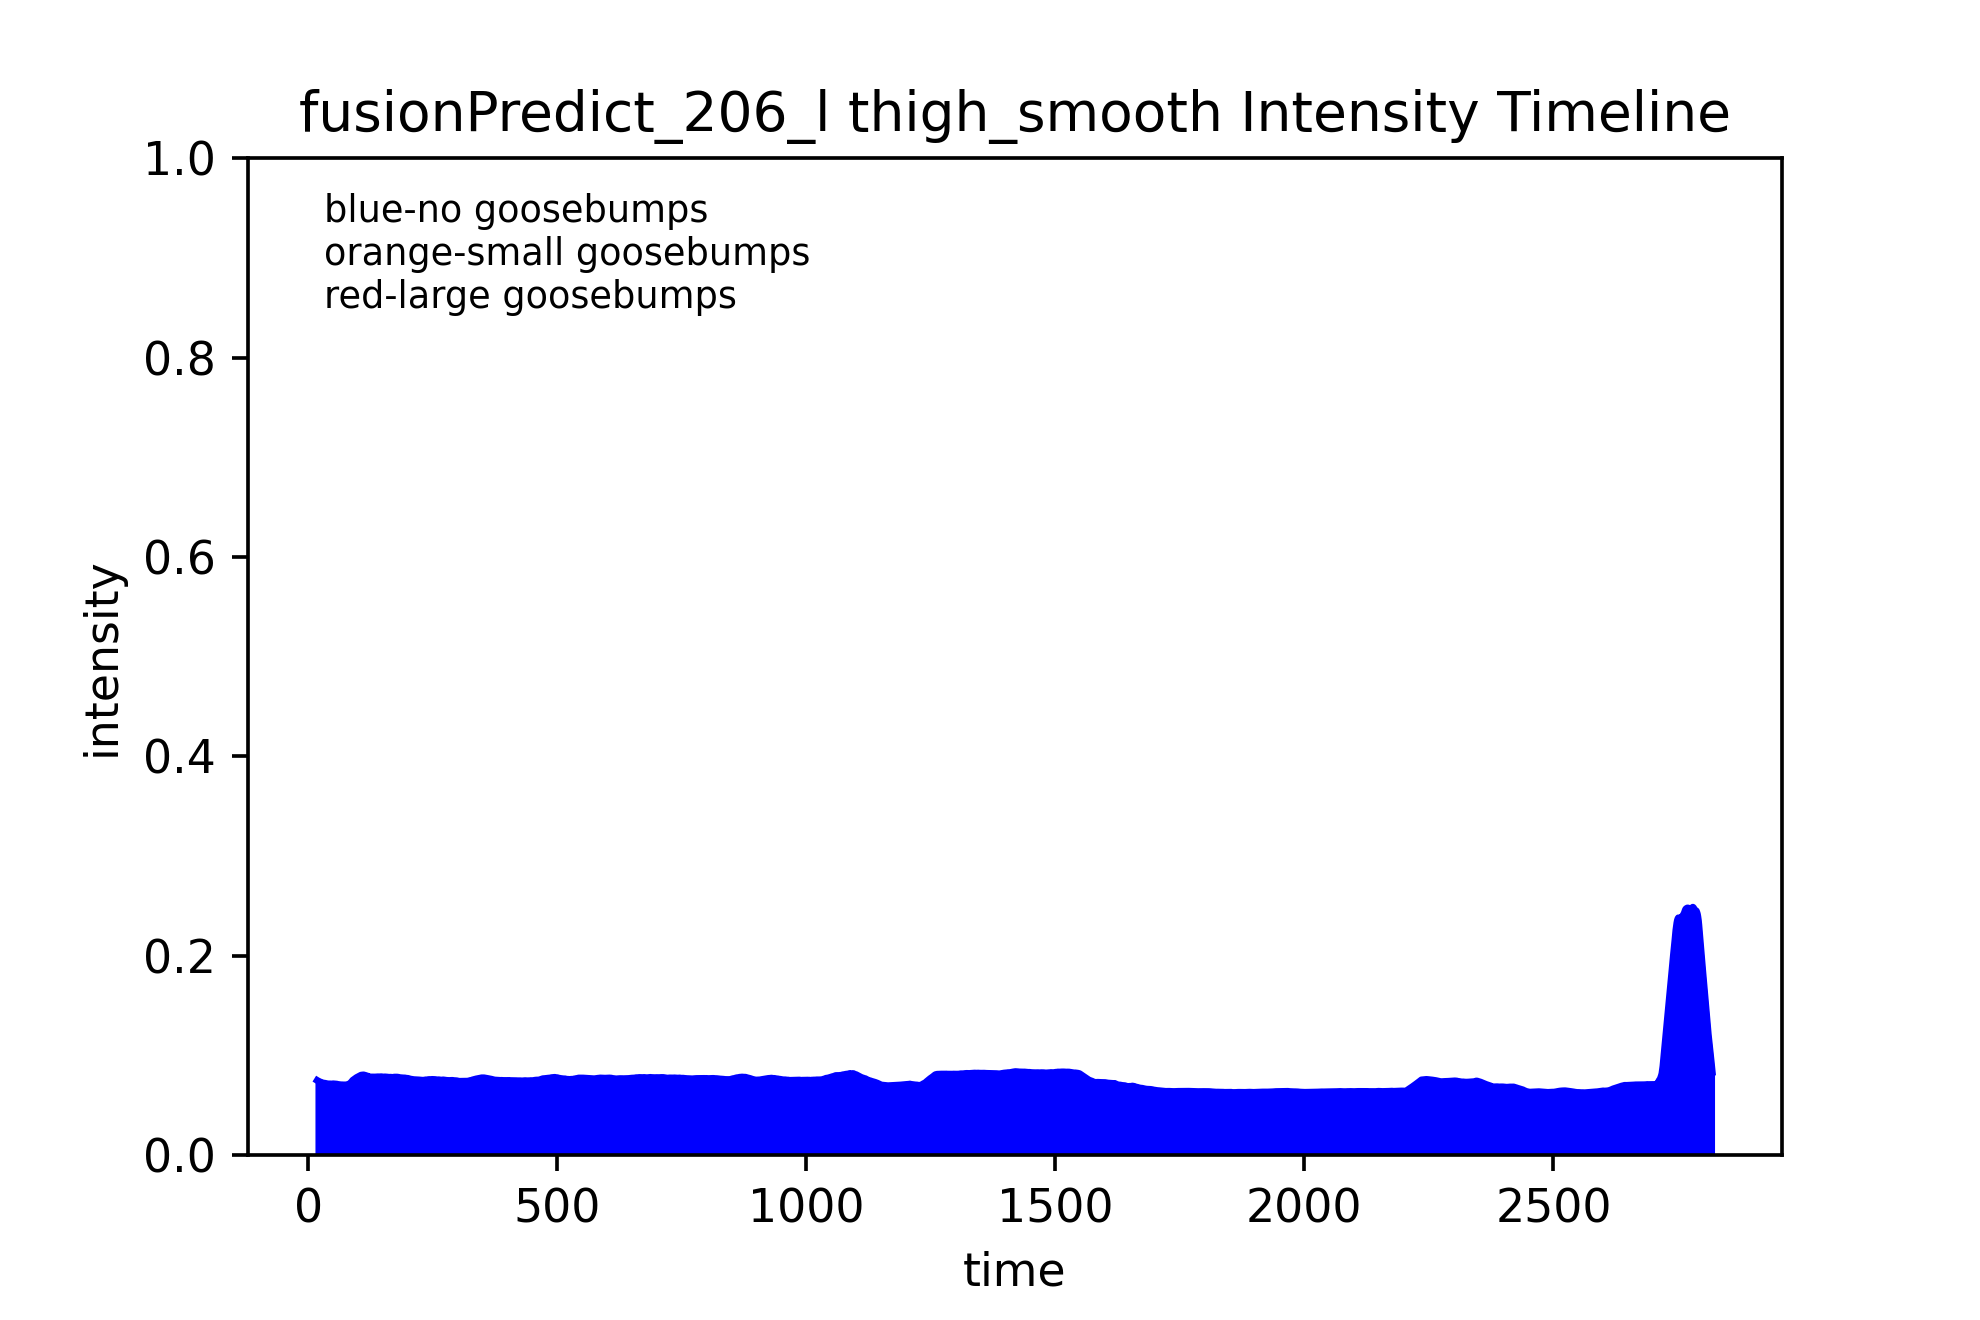 fusionPredict_206_l thigh_smooth Intensity Timeline
1.0
blue-no goosebumps
orange-small goosebumps
red-large goosebumps
0.8
0.6
intensity
0.4
0.2
0.0
0 500 1000 1500 2000 2500
time